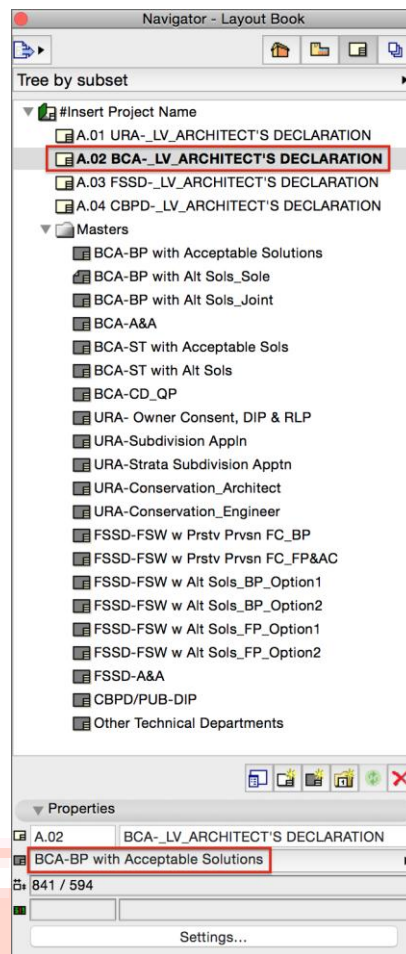 Navigator - Layout Book
Tree by subset
#Insert Project Name
A.01 URA-_LV_ARCHITECT'S DECLARATION
A.02 BCA-_LV_ARCHITECT'S DECLARATION
A.03 FSSD-_LV_ARCHITECT'S DECLARATION
A.04 CBPD-_LV_ARCHITECT'S DECLARATION
Masters
BCA-BP with Acceptable Solutions
BCA-BP with Alt Sols_Sole
BCA-BP with Alt Sols_Joint
BCA-A&A
BCA-ST with Acceptable Sols
BCA-ST with Alt Sols
BCA-CD_QP
URA- Owner Consent, DIP & RLP
URA-Subdivision Appln
URA-Strata Subdivision Apptn
URA-Conservation_Architect
URA-Conservation_Engineer
FSSD-FSW w Prstv Prvsn FC_BP
FSSD-FSW w Prstv Prvsn FC_FP&AC
FSSD-FSW w Alt Sols_BP_Option1
FSSD-FSW w Alt Sols_BP_Option2
FSSD-FSW w Alt Sols_FP_Option1
FSSD-FSW w Alt Sols_FP_Option2
FSSD-A&A
CBPD/PUB-DIP
Other Technical Departments
Properties
A.02 BCA-_LV_ARCHITECT'S DECLARATION
BCA-BP with Acceptable Solutions
841 / 594
Settings...